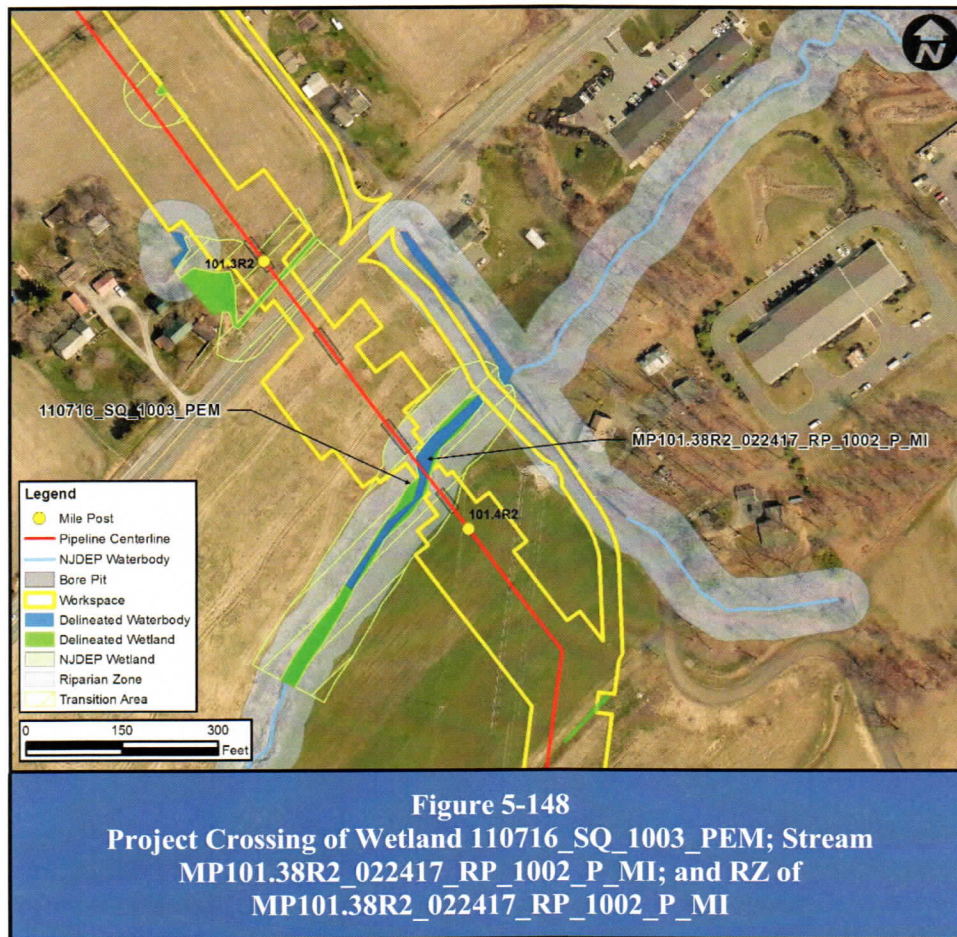 N
101.3R2
110716_SQ_1003_PEM
MP101.38R2_022417_RP_1002_P_MI
101.4R2
Legend
Mile Post
Pipeline Centerline
NJDEP Waterbody
Bore Pit
Workspace
Delineated Waterbody
Delineated Wetland
NJDEP Wetland
Riparian Zone
Transition Area
0 150 300
Feet
Figure 5-148
Project Crossing of Wetland 110716_SQ_1003_PEM; Stream
MP101.38R2_022417_RP_1002_P_MI; and RZ of
MP101.38R2_022417_RP_1002_P_MI